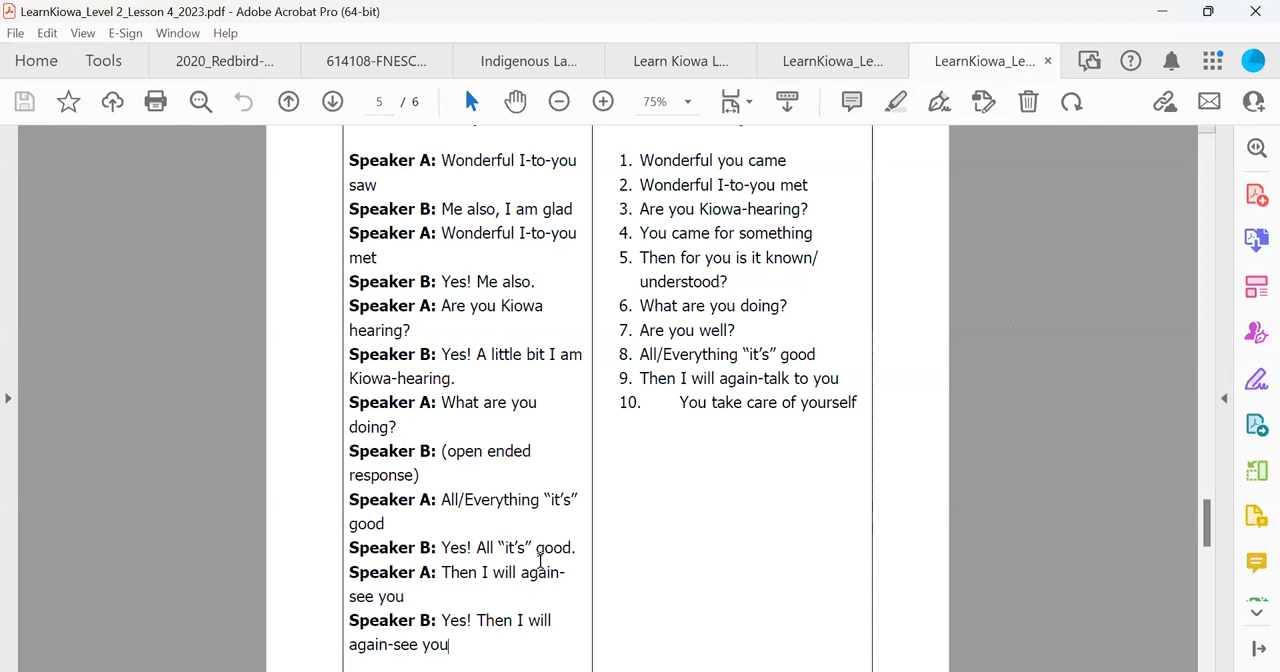 LearnKiowa_Level 2_Lesson 4_2023.pdf - Adobe Acrobat Pro (64-bit)
File Edit View E-Sign Window Help
Home Tools 2020_Redbird-... 614108-FNESC... Indigenous La... Learn Kiowa L... LearnKiowa_Le... LearnKiowa_Le... ×
5 / 6 75%
Speaker A: Wonderful I-to-you
saw
Speaker B: Me also, I am glad
Speaker A: Wonderful I-to-you
met
Speaker B: Yes! Me also.
Speaker A: Are you Kiowa
hearing?
Speaker B: Yes! A little bit I am
Kiowa-hearing.
Speaker A: What are you
doing?
Speaker B: (open ended
response)
Speaker A: All/Everything “it’s”
good
Speaker B: Yes! All “it’s” good.
Speaker A: Then I will again-
see you
Speaker B: Yes! Then I will
again-see you
1. Wonderful you came
2. Wonderful I-to-you met
3. Are you Kiowa-hearing?
4. You came for something
5. Then for you is it known/
understood?
6. What are you doing?
7. Are you well?
8. All/Everything “it’s” good
9. Then I will again-talk to you
10. You take care of yourself